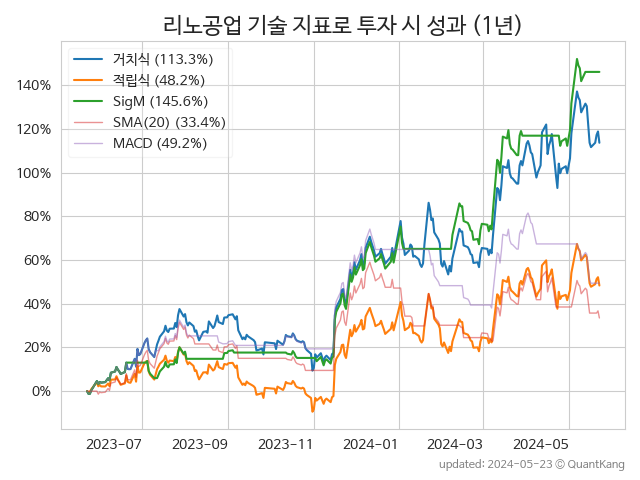 리노공업 기술 지표로 투자 시 성과 (1년)
거치식 (113.3%)
적립식 (48.2%)
SigM (145.6%)
SMA(20) (33.4%)
MACD (49.2%)
140%
120%
100%
80%
60%
40%
20%
0%
2023-07
2023-09
2023-11
2024-01
2024-03
2024-05
updated: 2024-05-23 ⓒ QuantKang